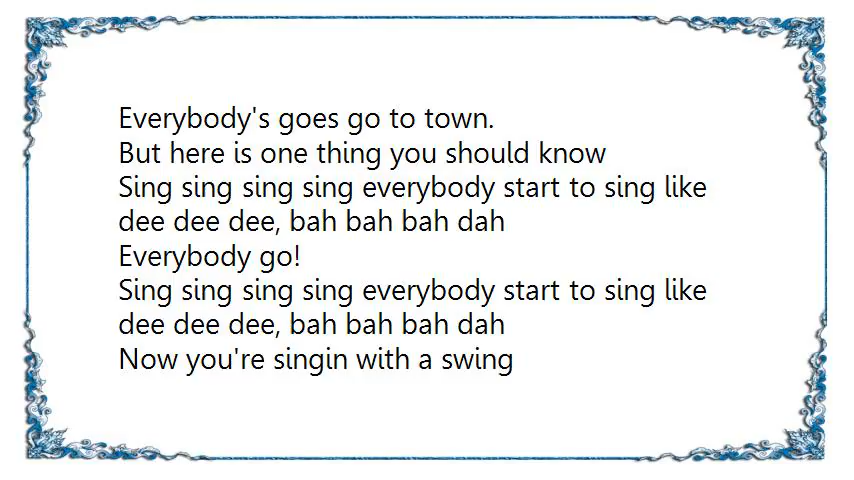 Everybody's goes go to town.
But here is one thing you should know
Sing sing sing sing everybody start to sing like
dee dee dee, bah bah bah dah
Everybody go!
Sing sing sing sing everybody start to sing like
dee dee dee, bah bah bah dah
Now you're singin with a swing